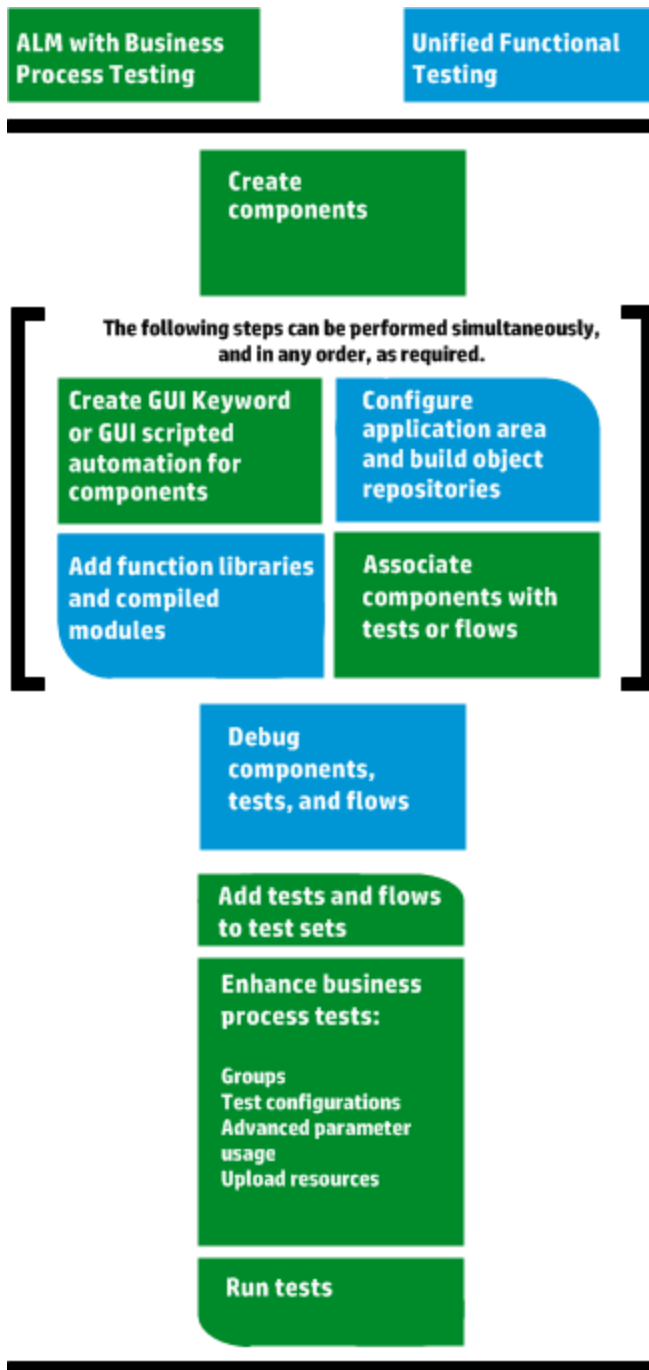 ALM with Business
Process Testing
Unified Functional
Testing
Create
components
The following steps can be performed simultaneously,
and in any order, as required.
Create GUI Keyword
or GUI scripted
automation for
components
Configure
application area
and build object
repositories
Add function libraries
and compiled
modules
Associate
components with
tests or flows
Debug
components,
tests, and flows
Add tests and flows
to test sets
Enhance business
process tests:
Groups
Test configurations
Advanced parameter
usage
Upload resources
Run tests